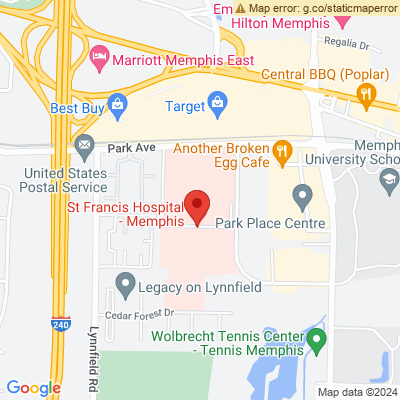 Map error: g.co/staticmaperror
Em
Hilton Memphis
Regalia Dr
Marriott Memphis East
Central BBQ (Poplar)
Best Buy
Target
Park Ave
Another Broken
Egg Cafe
Memph
University Scho
United States
Postal Service
St Francis Hospital
- Memphis
Park Place Centre
Legacy on Lynnfield
Cedar Forest Dr
240
Lynnfield Rd
Wolbrecht Tennis Center
- Tennis Memphis
Google
Map data ©2024